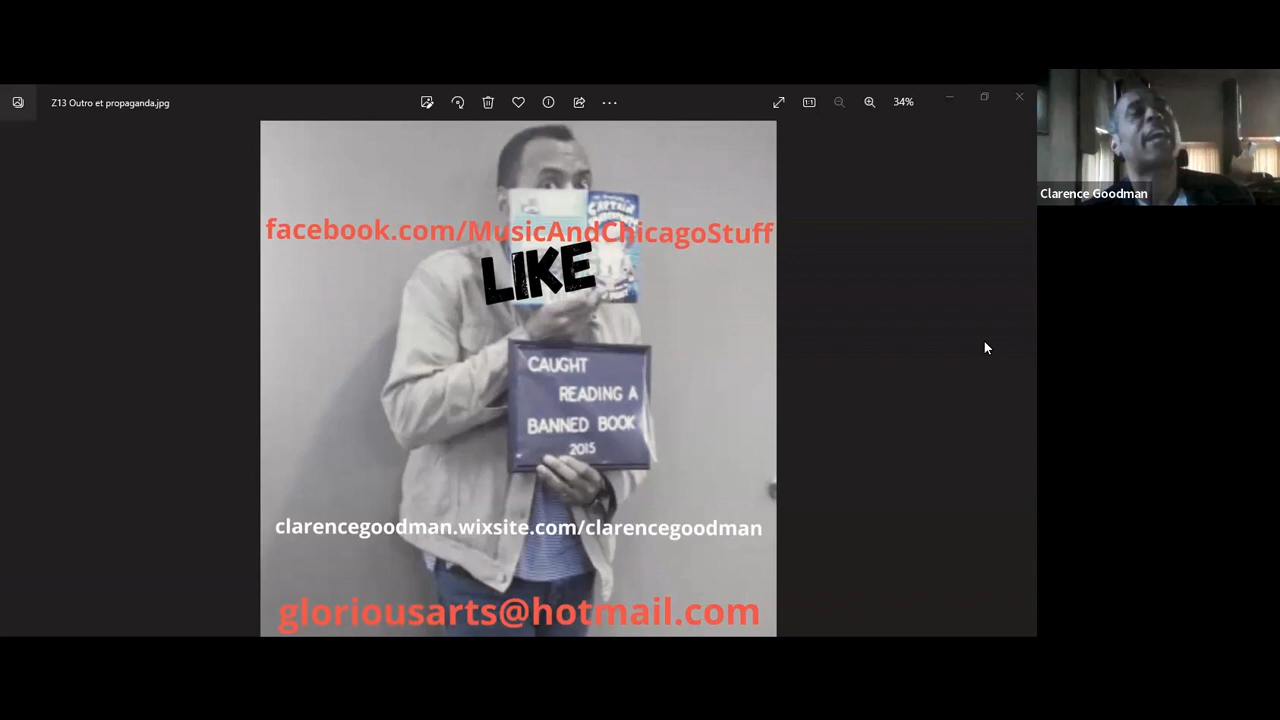 Z13 Outro et propaganda.jpg
34%
Clarence Goodman
CAPTAIN
facebook.com/MusicAndChicagoStuff
LIKE
CAUGHT
READING A
BANNED BOOK
2015
clarencegoodman.wixsite.com/clarencegoodman
gloriousarts@hotmail.com